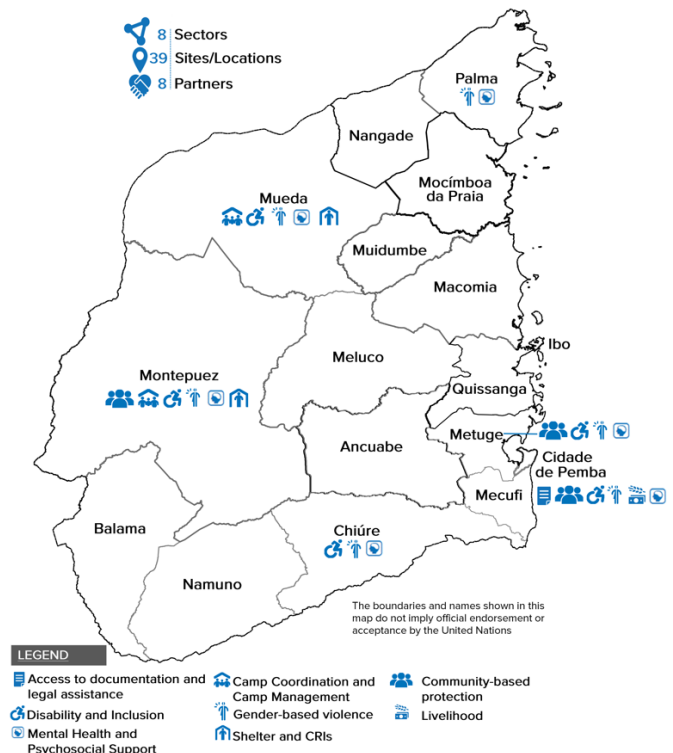 8 Sectors
39 Sites/Locations
8 Partners
Palma
Nangade
Mocímboa
da Praia
Mueda
Muidumbe
Macomia
Ibo
Meluco
Montepuez
Quissanga
Ancuabe
Metuge
Cidade
de Pemba
Mecufi
Balama
Chiúre
Namuno
The boundaries and names shown in this
map do not imply official endorsement or
acceptance by the United Nations
LEGEND
Access to documentation and
legal assistance
Camp Coordination and
Camp Management
Community-based
protection
Disability and Inclusion
Gender-based violence
Livelihood
Mental Health and
Psychosocial Support
Shelter and CRIs